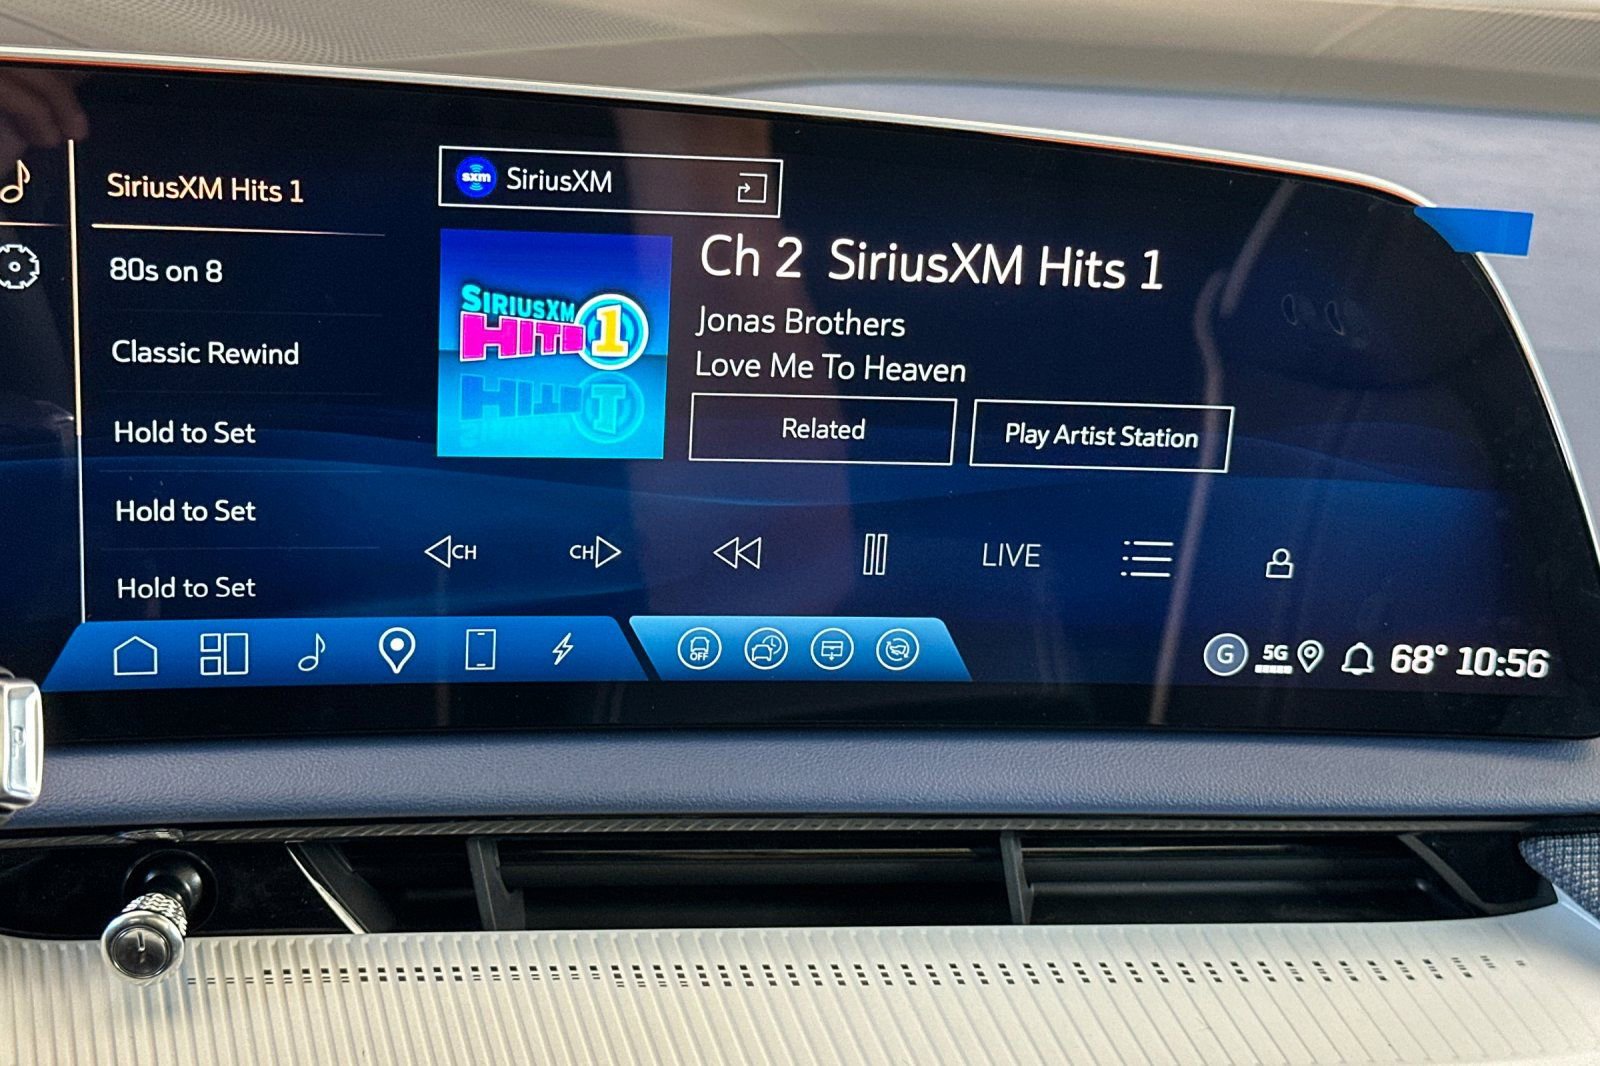 SiriusXM Hits 1
80s on 8
Classic Rewind
Hold to Set
Hold to Set
Hold to Set
sxm SiriusXM
SIRIUSXM
HITS 1
Ch 2 SiriusXM Hits 1
Jonas Brothers
Love Me To Heaven
Related
Play Artist Station
CH
CH
LIVE
OFF
G
5G
68° 10:56